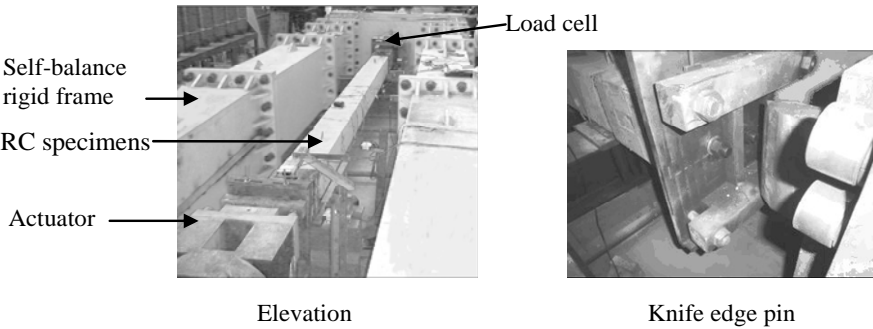 Load cell
Self-balance
rigid frame
RC specimens
Actuator
Elevation
Knife edge pin